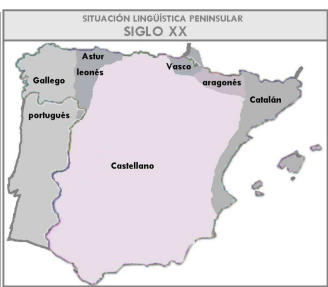 SITUACIÓN LINGÜÍSTICA PENINSULAR
SIGLO XX
Astur
leonés
Vasco
Gallego
aragonés
Catalán
portugués
Castellano